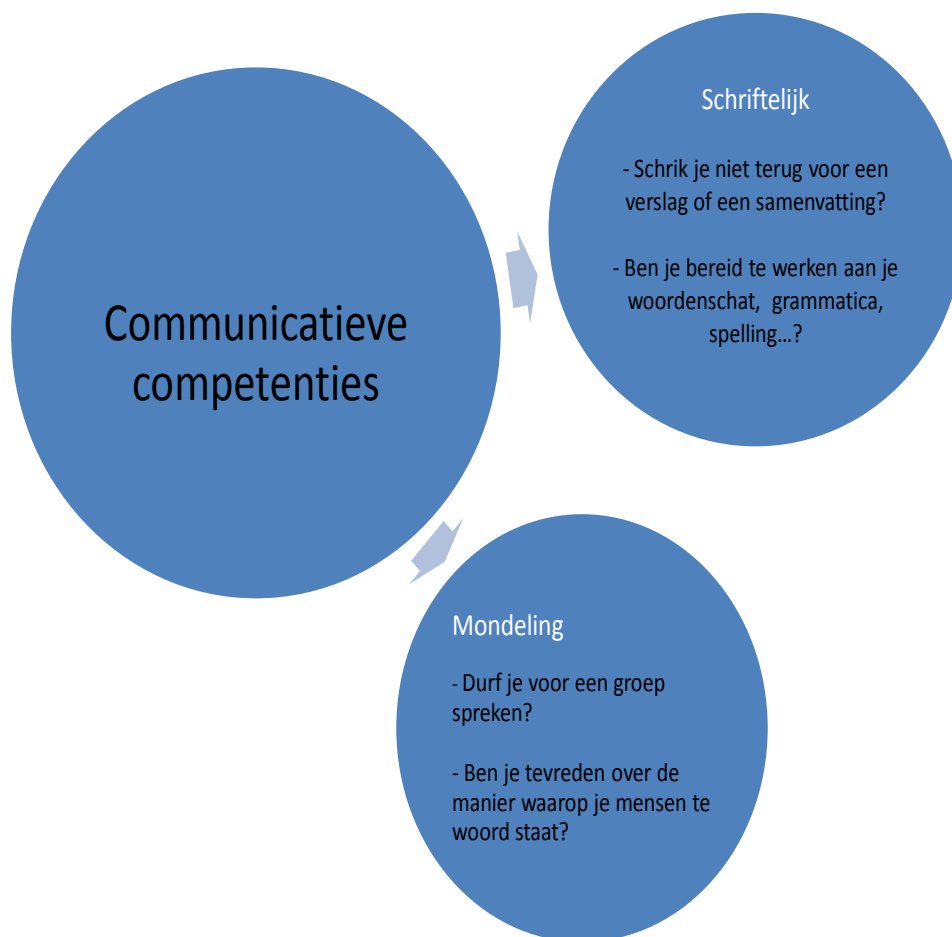 Communicatieve
competenties
Schriftelijk
- Schrik je niet terug voor een
verslag of een samenvatting?
- Ben je bereid te werken aan je
woordenschat, grammatica,
spelling...?
Mondeling
- Durf je voor een groep
spreken?
- Ben je tevreden over de
manier waarop je mensen te
woord staat?